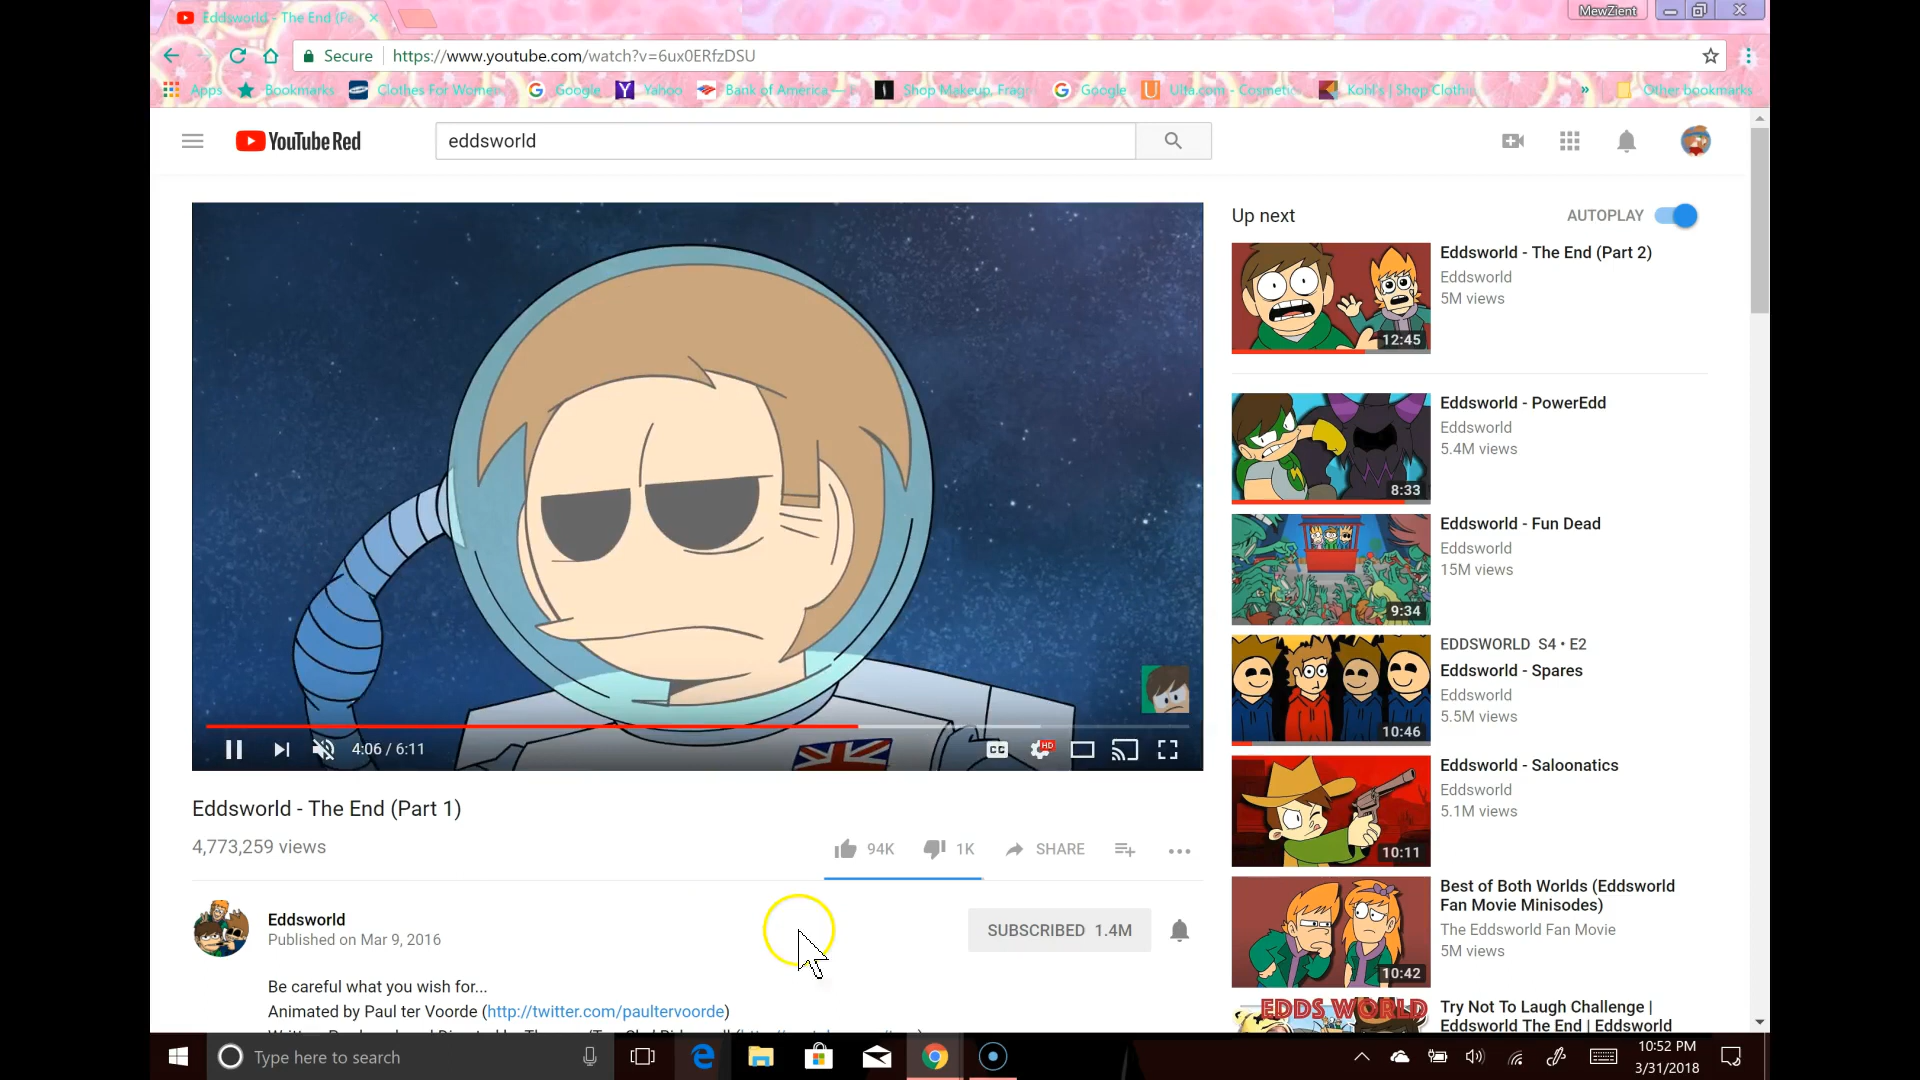 Eddsworld - The End (Pa
MewZient
Secure
https://www.youtube.com/watch?v=6ux0ERfzDSU
Apps
Bookmarks
Clothes For Women
Google
Yahoo
Bank of America —
Shop Makeup, Frag
Google
Ulta.com - Cosmetic
Kohl's | Shop Clothin
»
Other bookmarks
YouTube Red
eddsworld
Up next
AUTOPLAY
Eddsworld - The End (Part 2)
Eddsworld
5M views
12:45
Eddsworld - PowerEdd
Eddsworld
5.4M views
8:33
Eddsworld - Fun Dead
Eddsworld
15M views
9:34
EDDSWORLD S4 • E2
Eddsworld - Spares
Eddsworld
5.5M views
10:46
Eddsworld - Saloonatics
Eddsworld
5.1M views
10:11
Best of Both Worlds (Eddsworld
Fan Movie Minisodes)
The Eddsworld Fan Movie
5M views
10:42
EDDS WORLD
Try Not To Laugh Challenge |
Eddsworld The End | Eddsworld
4:06 / 6:11
CC
HD
Eddsworld - The End (Part 1)
4,773,259 views
94K
1K
SHARE
Eddsworld
Published on Mar 9, 2016
SUBSCRIBED 1.4M
Be careful what you wish for...
Animated by Paul ter Voorde (http://twitter.com/paultervoorde)
Type here to search
10:52 PM
3/31/2018